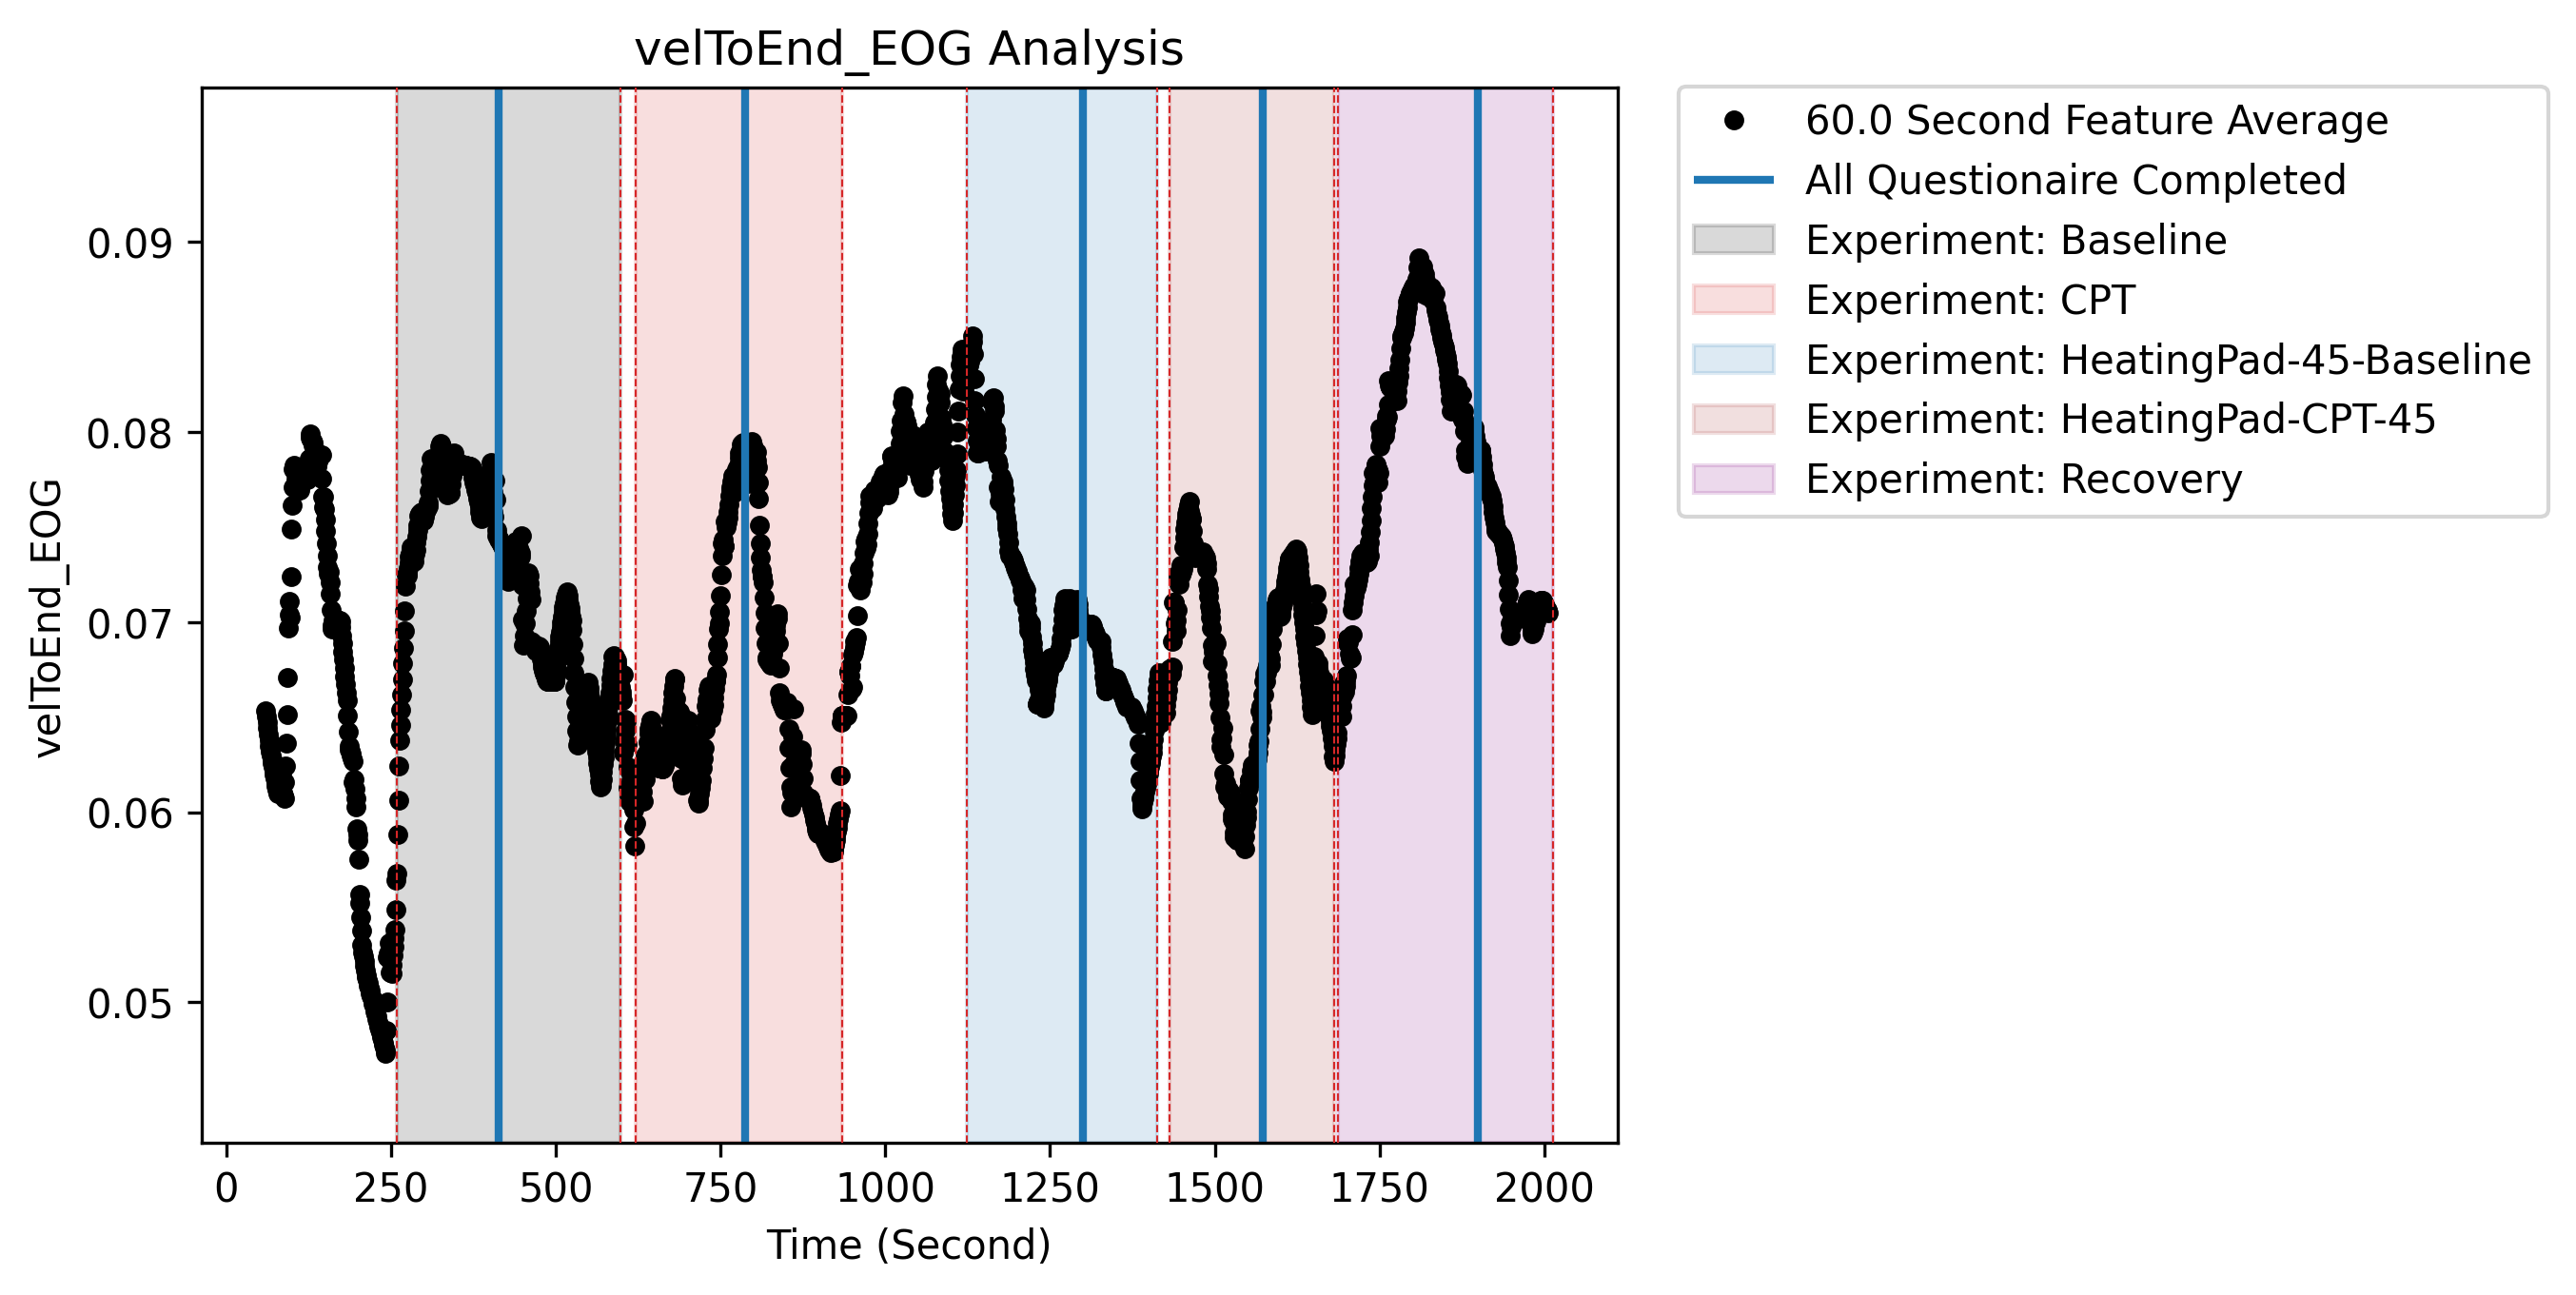 velToEnd_EOG Analysis
velToEnd_EOG
0.09
0.08
0.07
0.06
0.05
0 250 500 750 1000 1250 1500 1750 2000
Time (Second)
60.0 Second Feature Average
All Questionaire Completed
Experiment: Baseline
Experiment: CPT
Experiment: HeatingPad-45-Baseline
Experiment: HeatingPad-CPT-45
Experiment: Recovery